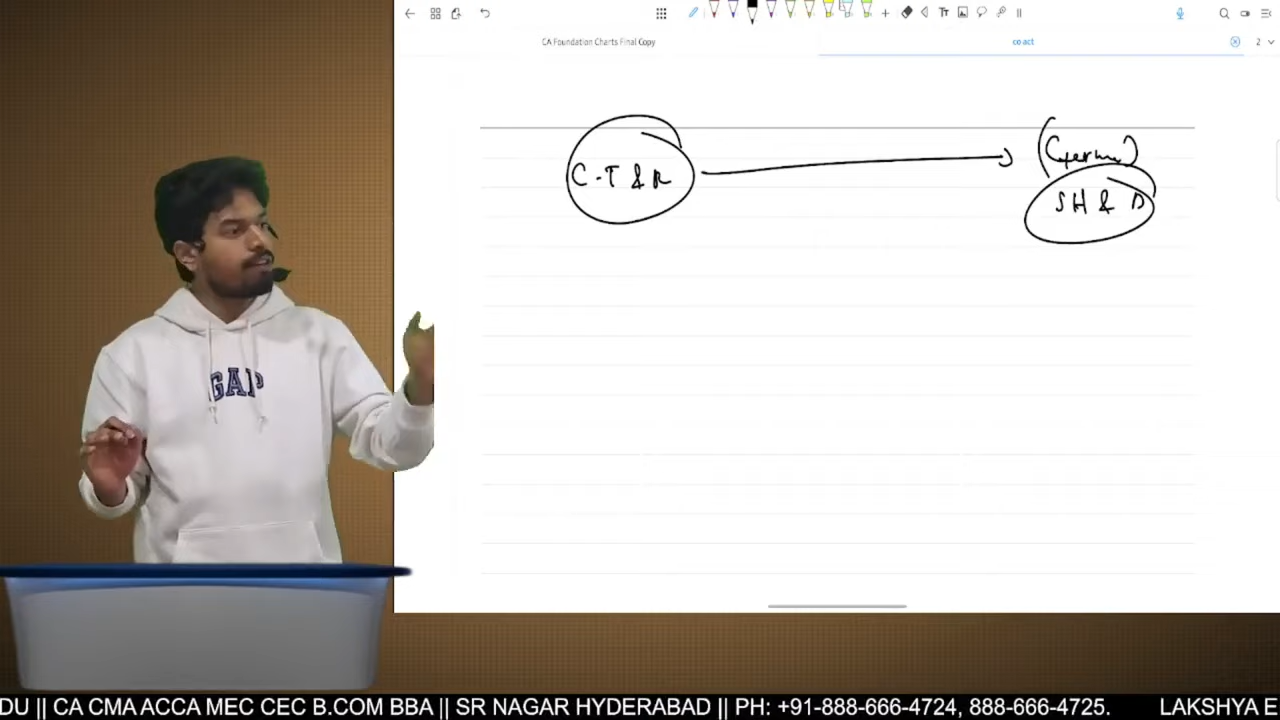 CA Foundation Charts Final Copy
co act
2
C.T & R
SH & D
GAP
DU || CA CMA ACCA MEC CEC B.COM BBA || SR NAGAR HYDERABAD || PH: +91-888-666-4724, 888-666-4725. LAKSHYA E